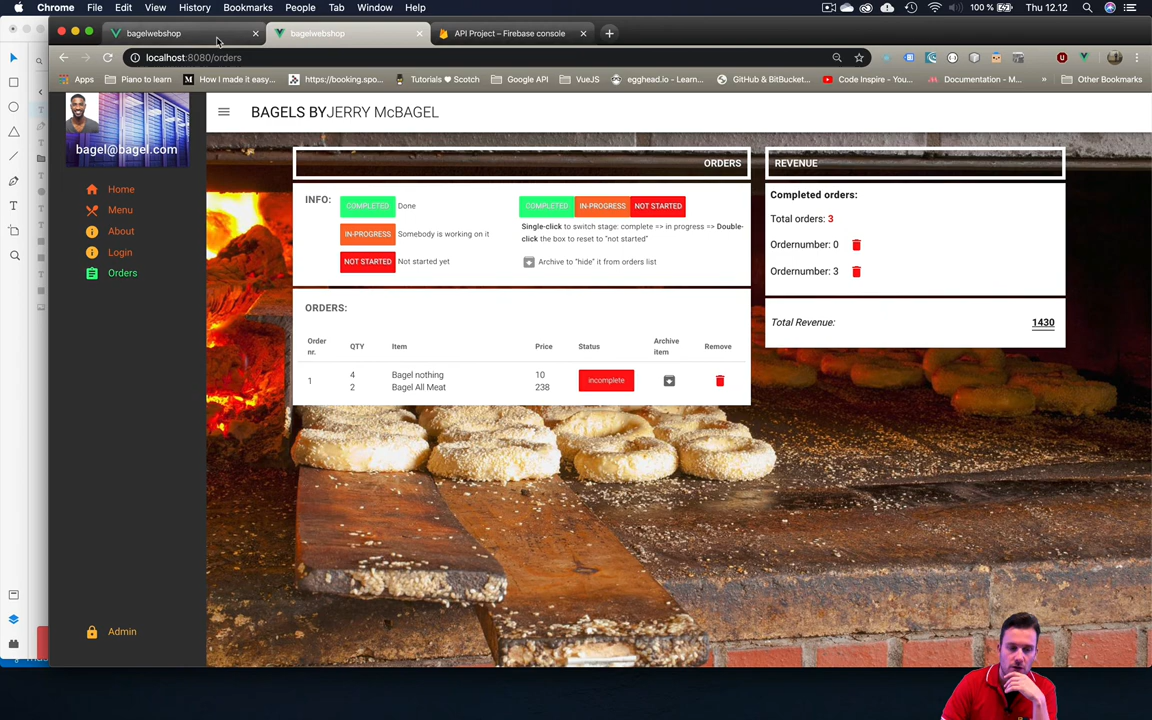 Chrome File Edit View History Bookmarks People Tab Window Help 100 % Thu 12.12
bagelwebshop bagelwebshop API Project – Firebase console
localhost:8080/orders
Apps Piano to learn How I made it easy... https://booking.spo... Tutorials ❤ Scotch Google API VueJS egghead.io - Learn... GitHub & BitBucket... Code Inspire - You... Documentation - M... » Other Bookmarks
bagel@bagel.com
Home
Menu
About
Login
Orders
Admin
BAGELS BYJERRY McBAGEL
ORDERS
INFO:
COMPLETED Done
IN-PROGRESS Somebody is working on it
NOT STARTED Not started yet
COMPLETED IN-PROGRESS NOT STARTED
Single-click to switch stage: complete => in progress => Double-
click the box to reset to "not started"
Archive to "hide" it from orders list
ORDERS:
Order nr. QTY Item Price Status Archive item Remove
1 4 Bagel nothing 10 incomplete
2 Bagel All Meat 238
REVENUE
Completed orders:
Total orders: 3
Ordernumber: 0
Ordernumber: 3
Total Revenue: 1430